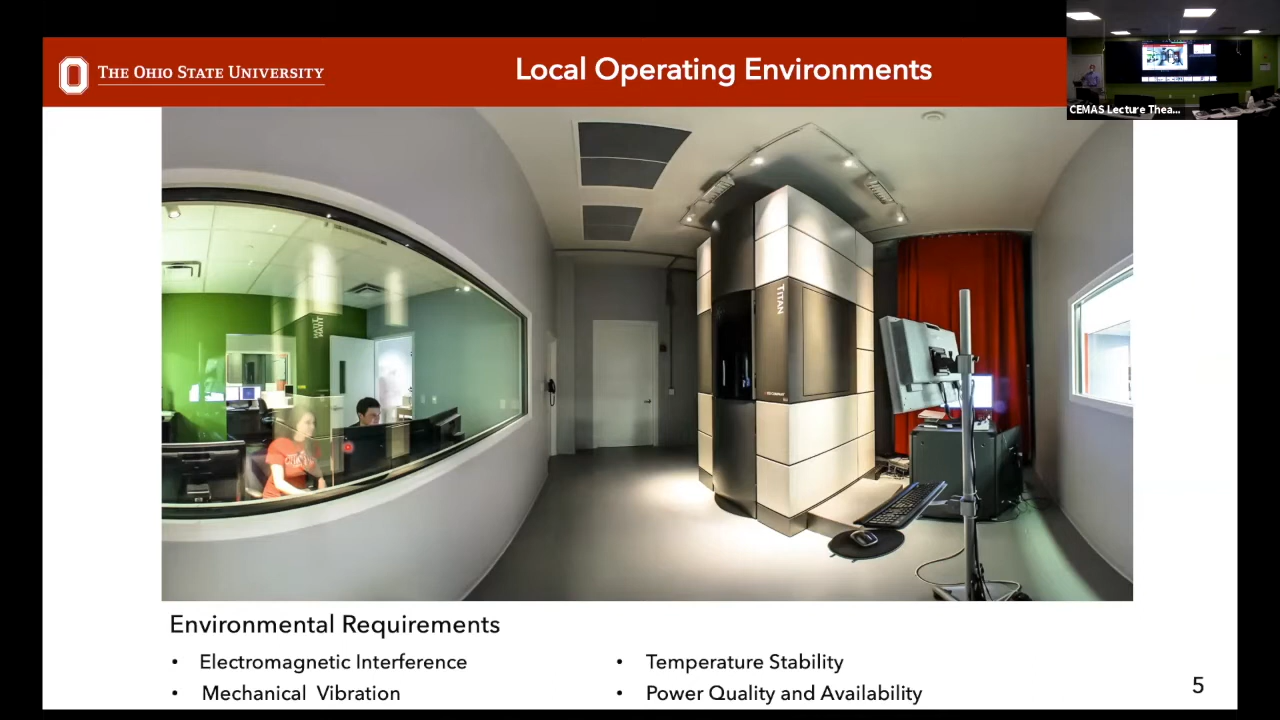 THE OHIO STATE UNIVERSITY
Local Operating Environments
CEMAS Lecture Thea...
TITAN
Environmental Requirements
• Electromagnetic Interference
• Mechanical Vibration
• Temperature Stability
• Power Quality and Availability
5